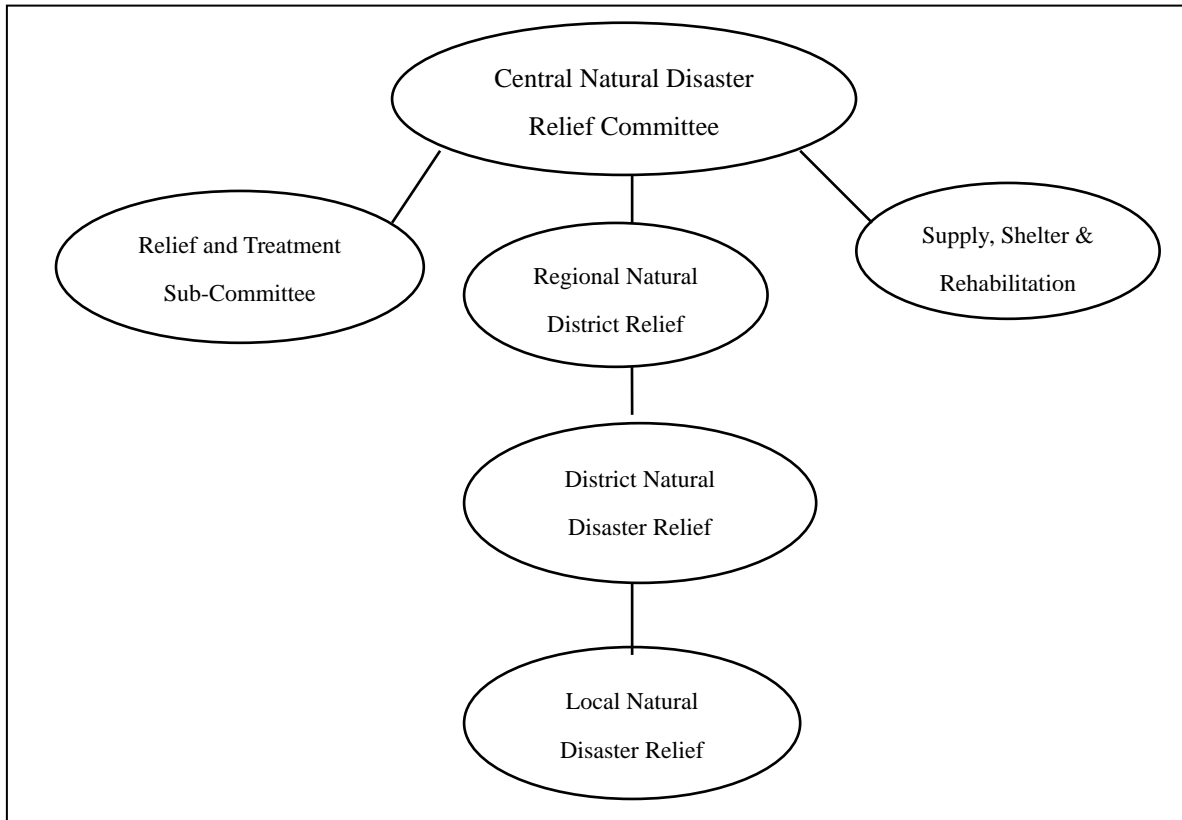 Central Natural Disaster
Relief Committee
Relief and Treatment
Sub-Committee
Regional Natural
District Relief
Supply, Shelter &
Rehabilitation
District Natural
Disaster Relief
Local Natural
Disaster Relief